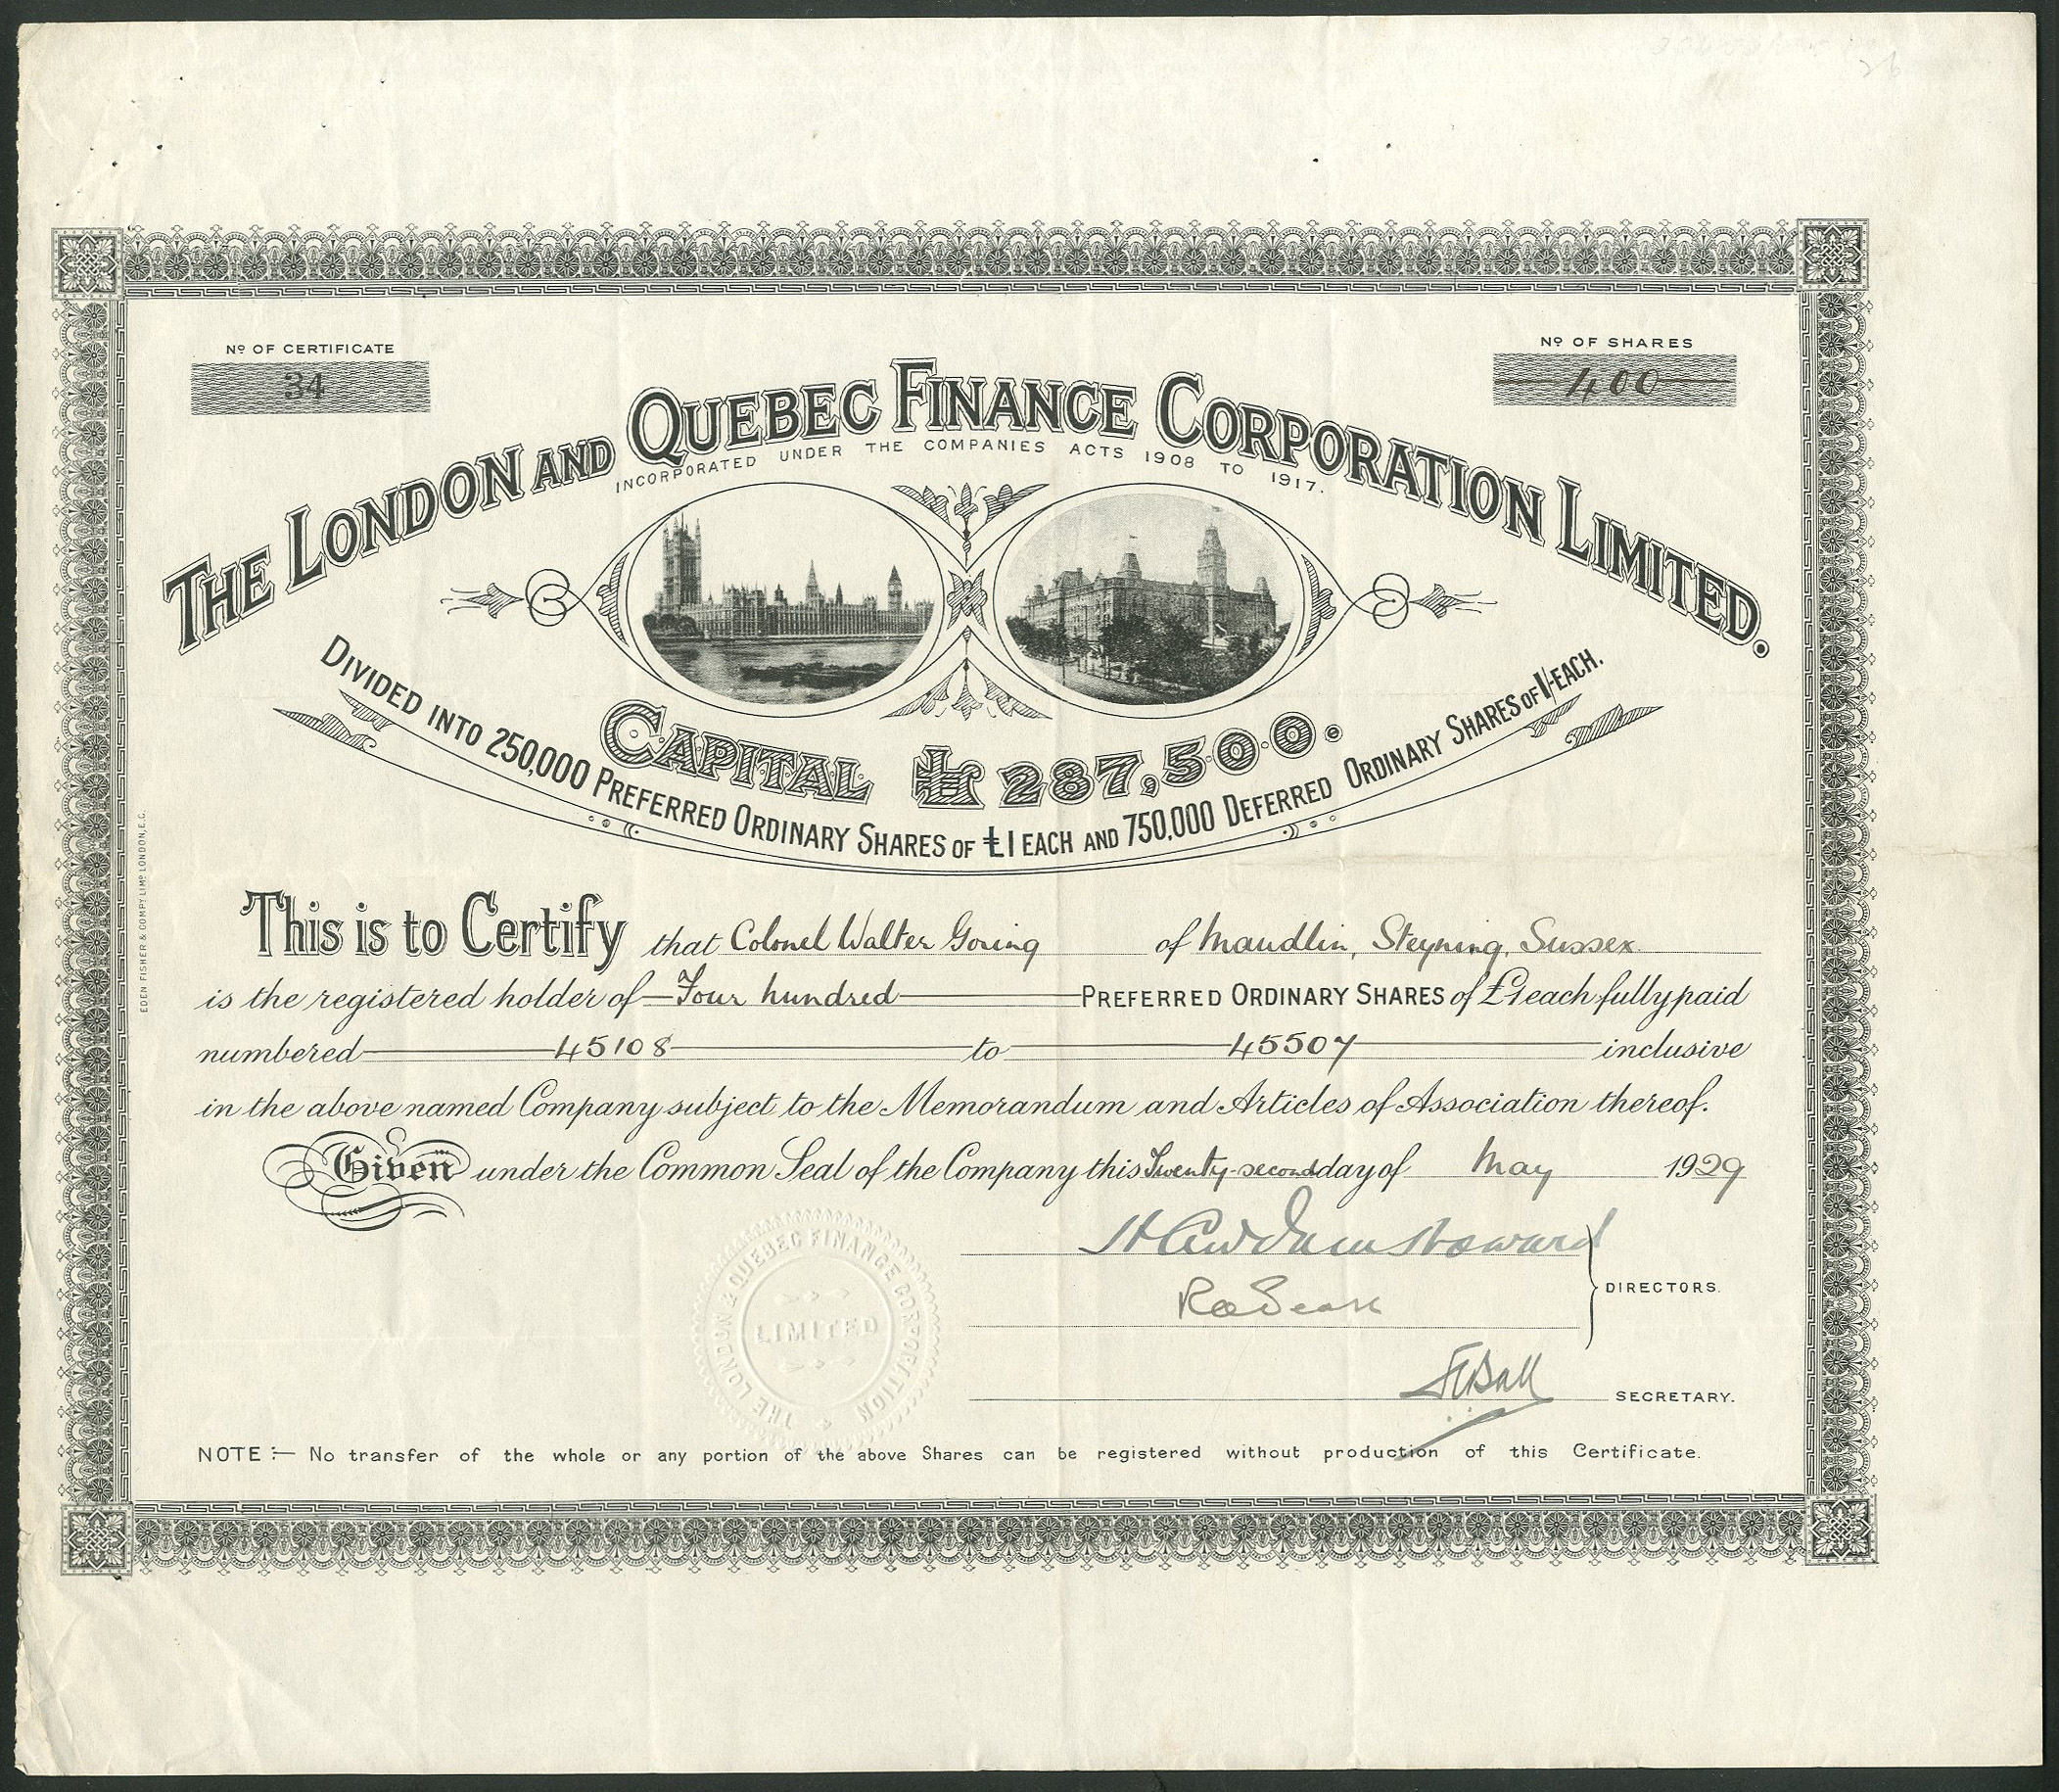 Nº OF CERTIFICATE
34
Nº OF SHARES
400
THE LONDON AND QUEBEC FINANCE CORPORATION LIMITED.
INCORPORATED UNDER THE COMPANIES ACTS 1908 TO 1917.
CAPITAL £287,500.
DIVIDED INTO 250,000 PREFERRED ORDINARY SHARES OF £1 EACH AND 750,000 DEFERRED ORDINARY SHARES OF 1/- EACH.
This is to Certify that Colonel Walter Goring of Maudlin, Steyning, Sussex.
is the registered holder of Four hundred PREFERRED ORDINARY SHARES of £1 each fully paid
numbered 45108 to 45507 inclusive
in the above named Company subject to the Memorandum and Articles of Association thereof.
Given under the Common Seal of the Company this Twenty-second day of May 1929
Howard
DIRECTORS.
SECRETARY.
THE LONDON & QUEBEC FINANCE CORPORATION
LIMITED
NOTE:— No transfer of the whole or any portion of the above Shares can be registered without production of this Certificate.
EDEN FISHER & COMPY LIMD LONDON, E.C.